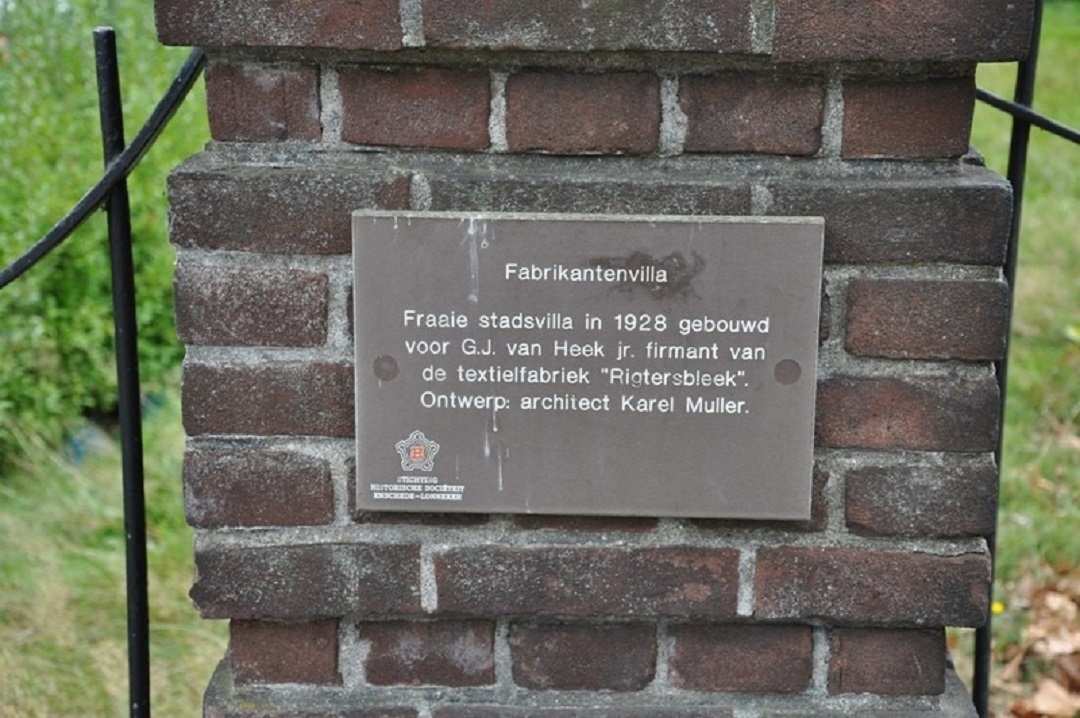 Fabrikantenvilla
Fraaie stadsvilla in 1928 gebouwd
voor G.J. van Heek jr. firmant van
de textielfabriek "Rigtersbleek".
Ontwerp: architect Karel Muller.
STICHTING
HISTORISCHE SOCIËTEIT
ENSCHEDE-LONNEKER